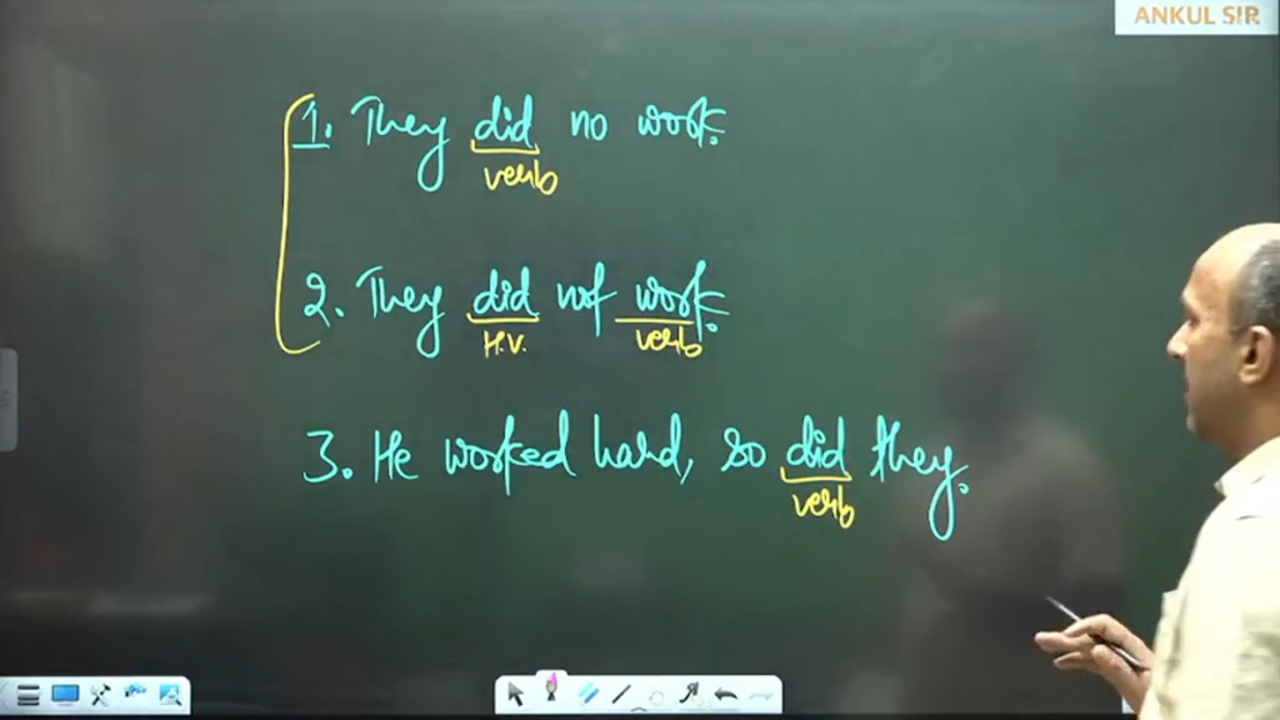 ANKUL SIR
1. They did no work.
verb
2. They did not work.
H.V. verb
3. He worked hard, so did they.
verb